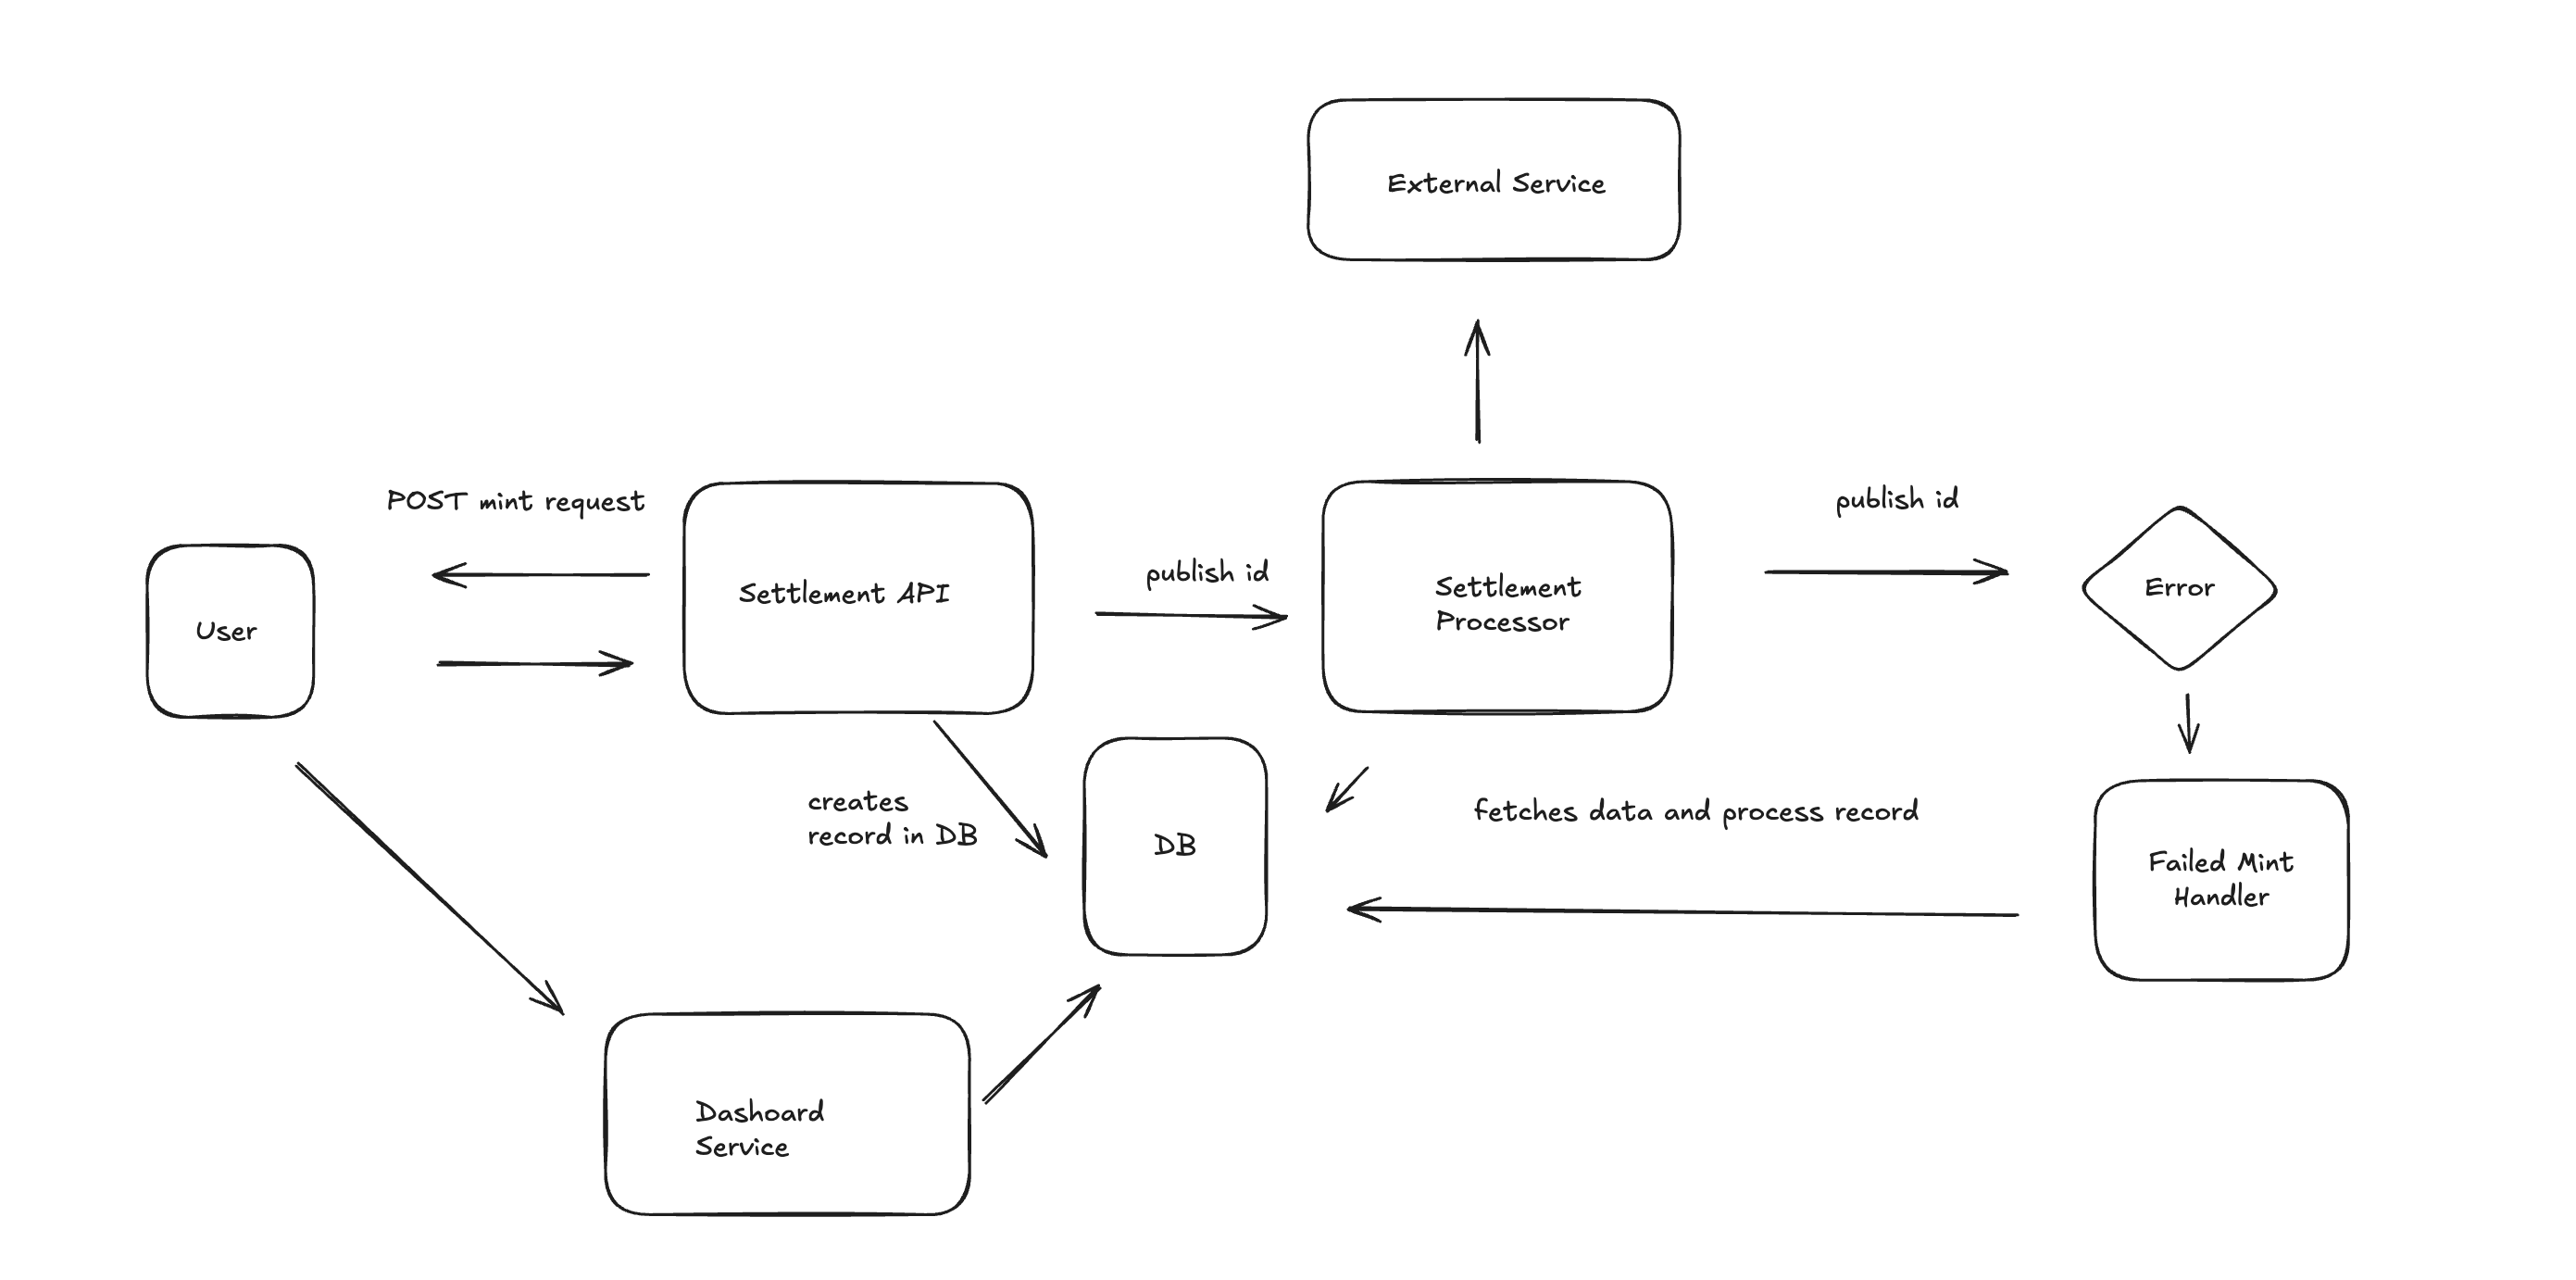 External Service
POST mint request
publish id
publish id
Settlement API
Settlement
Processor
Error
User
creates
record in DB
DB
fetches data and process record
Failed Mint
Handler
Dashoard
Service